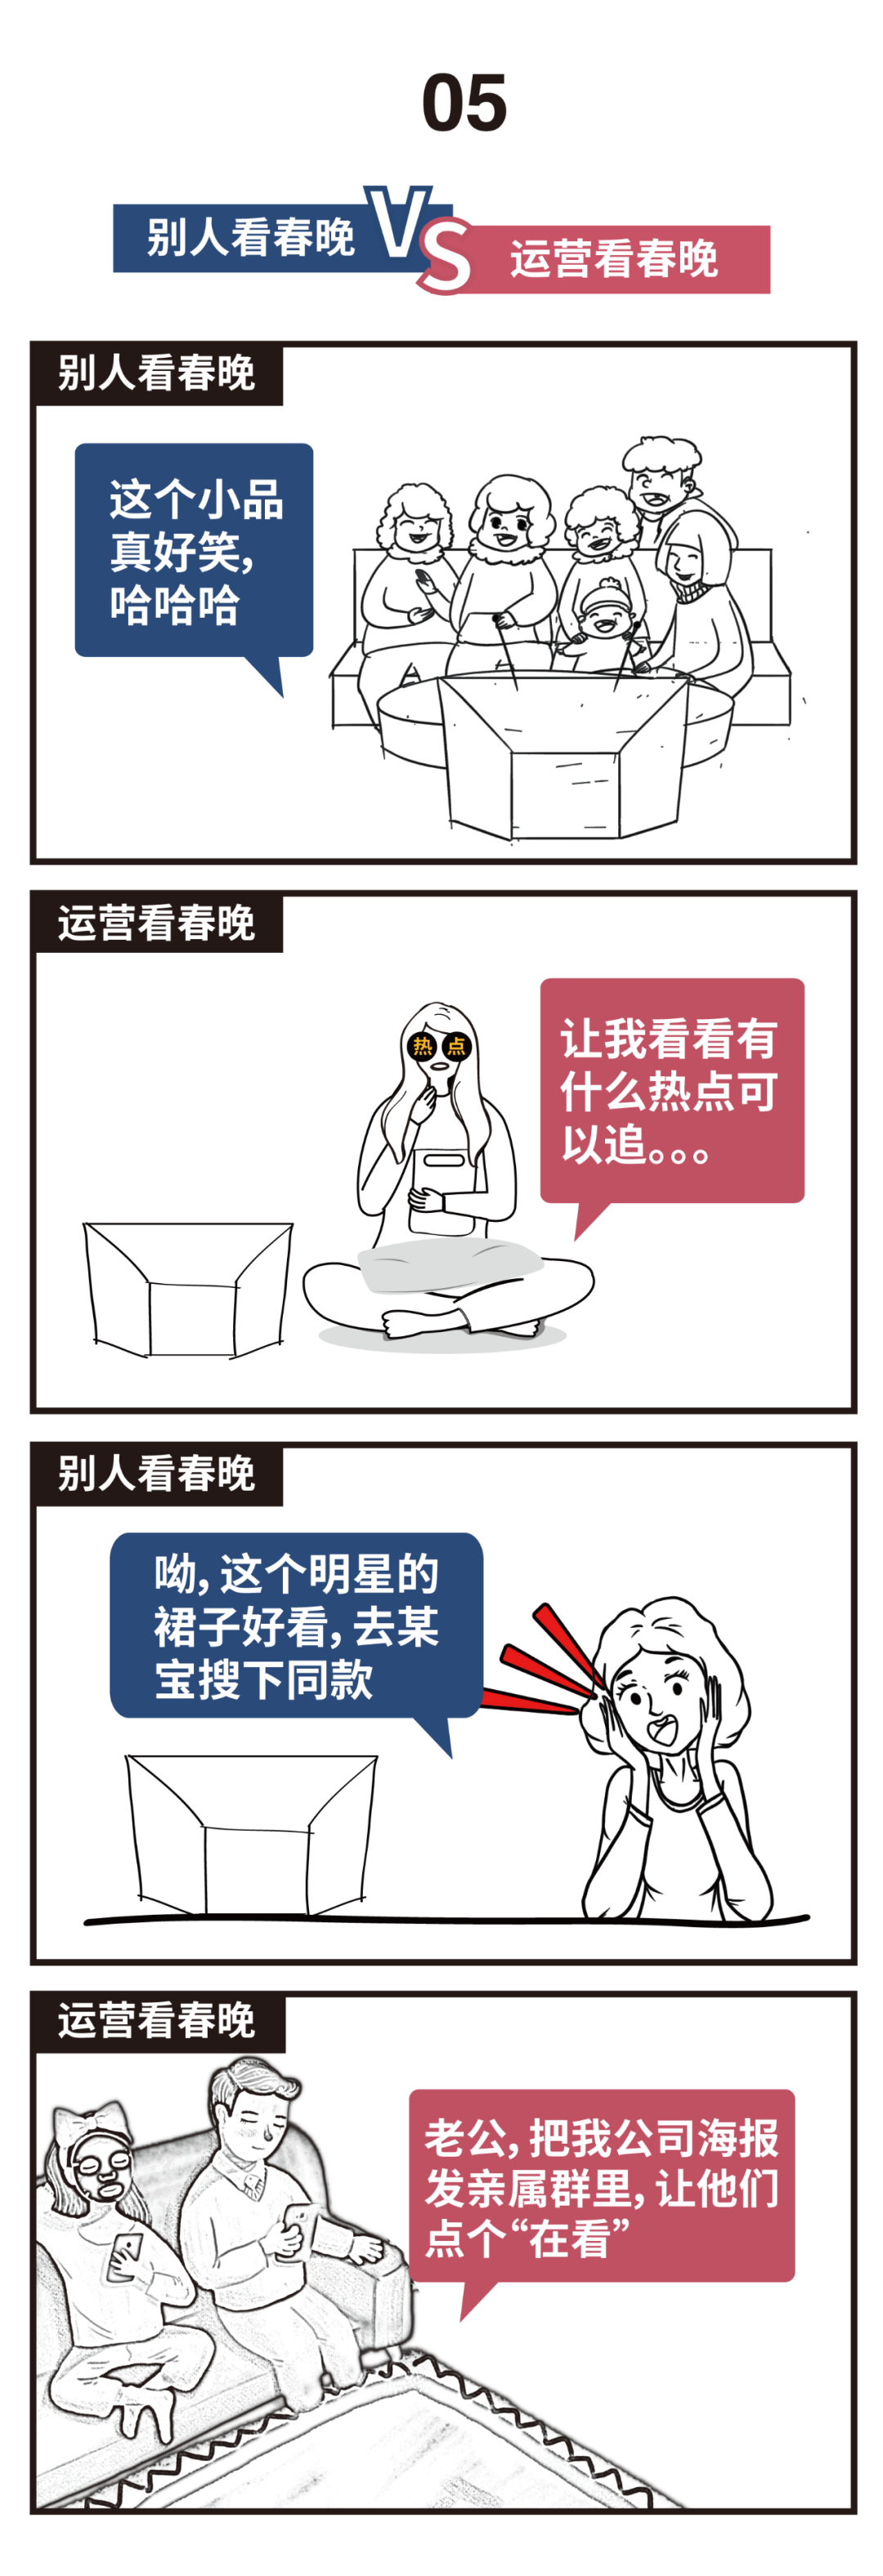 05
别人看春晚
VS
运营看春晚
别人看春晚
这个小品
真好笑,
哈哈哈
运营看春晚
热点
让我看看有
什么热点可
以追。。。
别人看春晚
呦,这个明星的
裙子好看,去某
宝搜下同款
运营看春晚
老公,把我公司海报
发亲属群里,让他们
点个“在看”